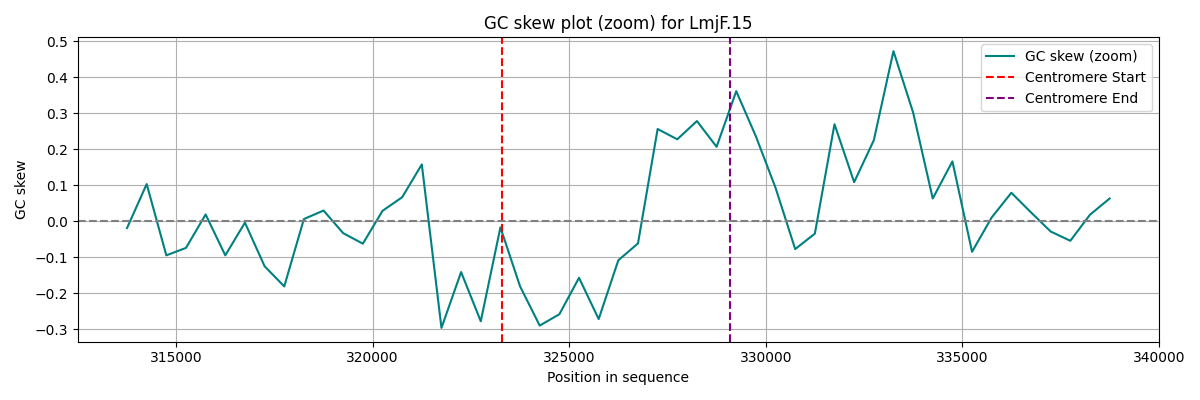 GC skew plot (zoom) for LmjF.15
GC skew
0.5
0.4
0.3
0.2
0.1
0.0
−0.1
−0.2
−0.3
GC skew (zoom)
Centromere Start
Centromere End
315000 320000 325000 330000 335000 340000
Position in sequence